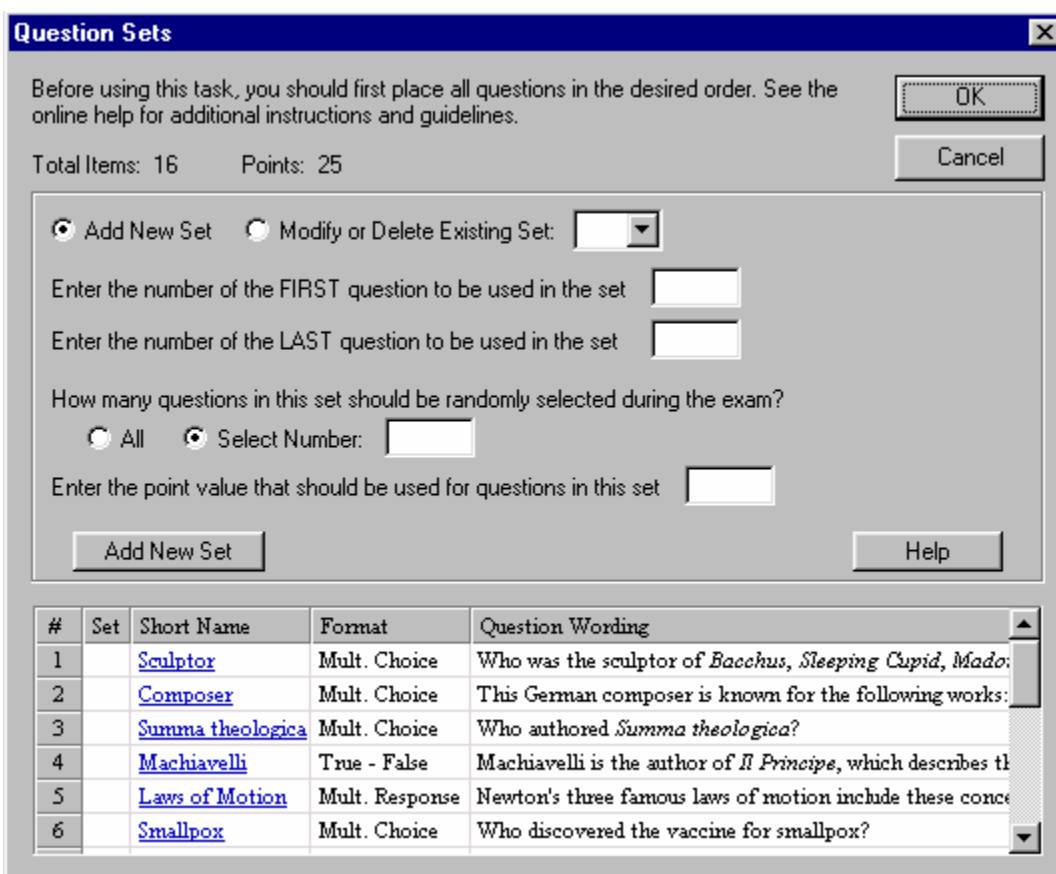 Question Sets
Before using this task, you should first place all questions in the desired order. See the
online help for additional instructions and guidelines.
OK
Cancel
Total Items: 16 Points: 25
Add New Set Modify or Delete Existing Set:
Enter the number of the FIRST question to be used in the set
Enter the number of the LAST question to be used in the set
How many questions in this set should be randomly selected during the exam?
All Select Number:
Enter the point value that should be used for questions in this set
Add New Set Help
# Set Short Name Format Question Wording
1 Sculptor Mult. Choice Who was the sculptor of Bacchus, Sleeping Cupid,
2 Composer Mult. Choice This German composer is known for the following works:
3 Summa theologica Mult. Choice Who authored Summa theologica?
4 Machiavelli True - False Machiavelli is the author of Il Principe, which describes
5 Laws of Motion Mult. Response Newton's three famous laws of motion include these
6 Smallpox Mult. Choice Who discovered the vaccine for smallpox?